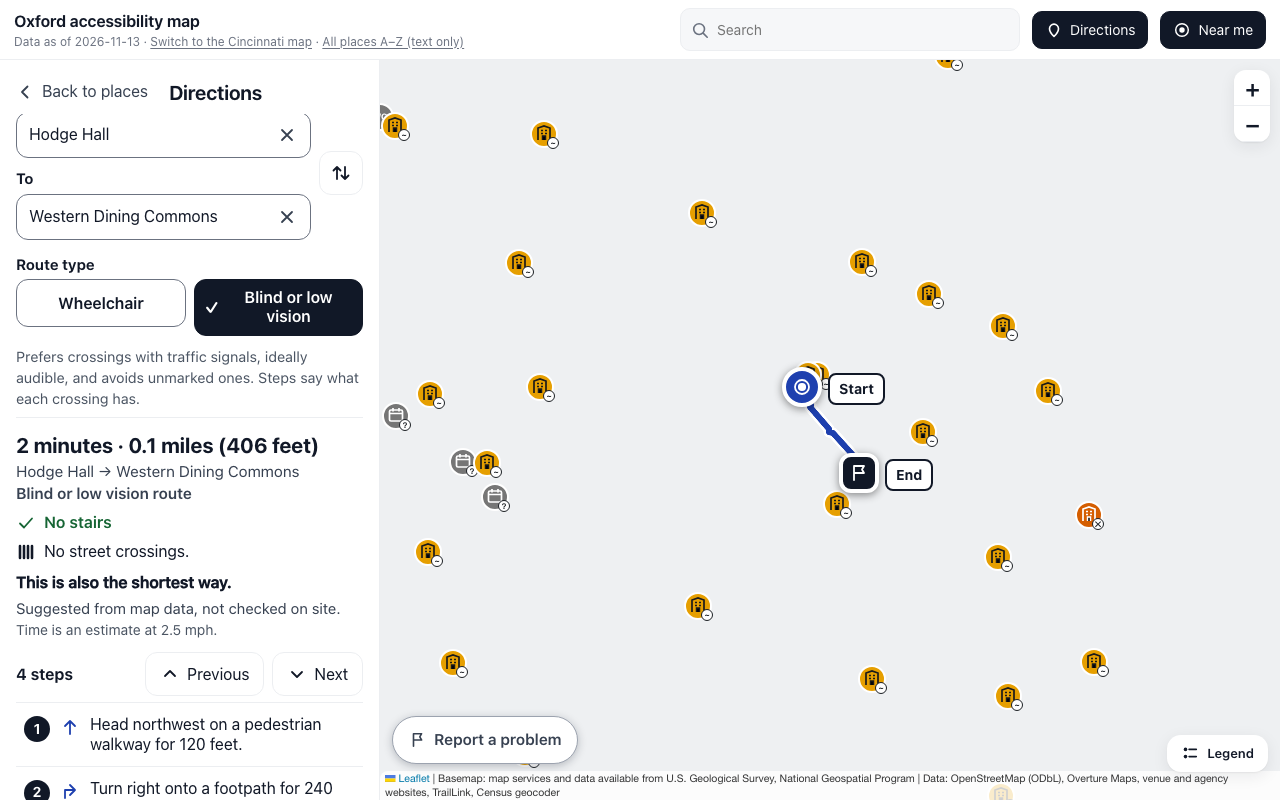 Oxford accessibility map
Data as of 2026-11-13 · Switch to the Cincinnati map · All places A–Z (text only)
Search
Directions
Near me
Back to places
Directions
Hodge Hall
To
Western Dining Commons
Route type
Wheelchair
Blind or low
vision
Prefers crossings with traffic signals, ideally
audible, and avoids unmarked ones. Steps say what
each crossing has.
2 minutes · 0.1 miles (406 feet)
Hodge Hall → Western Dining Commons
Blind or low vision route
No stairs
No street crossings.
This is also the shortest way.
Suggested from map data, not checked on site.
Time is an estimate at 2.5 mph.
4 steps
Previous
Next
1
Head northwest on a pedestrian
walkway for 120 feet.
2
Turn right onto a footpath for 240
Start
End
+
−
Report a problem
Legend
Leaflet | Basemap: map services and data available from U.S. Geological Survey, National Geospatial Program | Data: OpenStreetMap (ODbL), Overture Maps, venue and agency
websites, TrailLink, Census geocoder